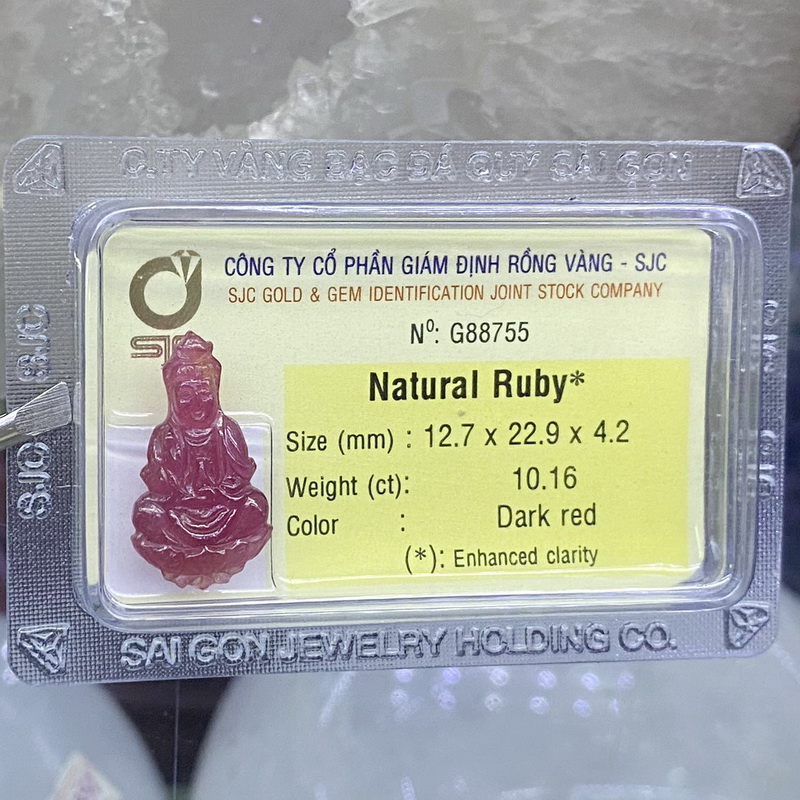 C.TY VÀNG BẠC ĐÁ QUÝ SÀI GÒN
CÔNG TY CỔ PHẦN GIÁM ĐỊNH RỒNG VÀNG - SJC
SJC GOLD & GEM IDENTIFICATION JOINT STOCK COMPANY
SJC
Nº: G88755
Natural Ruby*
Size (mm) : 12.7 x 22.9 x 4.2
Weight (ct): 10.16
Color : Dark red
(*): Enhanced clarity
SJC
SJC
SAI GON JEWELRY HOLDING CO.